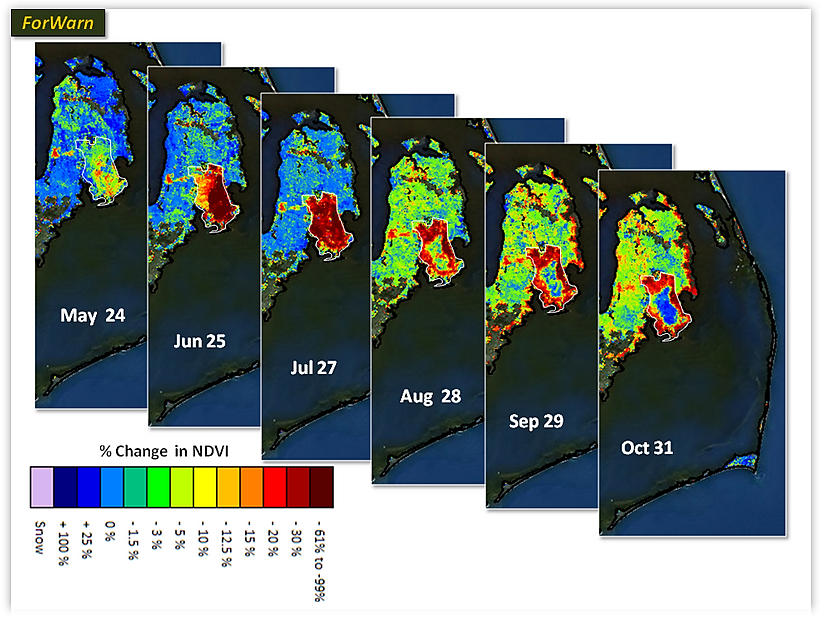 ForWarn
May 24
Jun 25
Jul 27
Aug 28
Sep 29
Oct 31
% Change in NDVI
Snow
+ 100 %
+ 25 %
0 %
- 1.5 %
- 3 %
- 5 %
- 10 %
- 12.5 %
- 15 %
- 20 %
- 30 %
- 61% to -99%